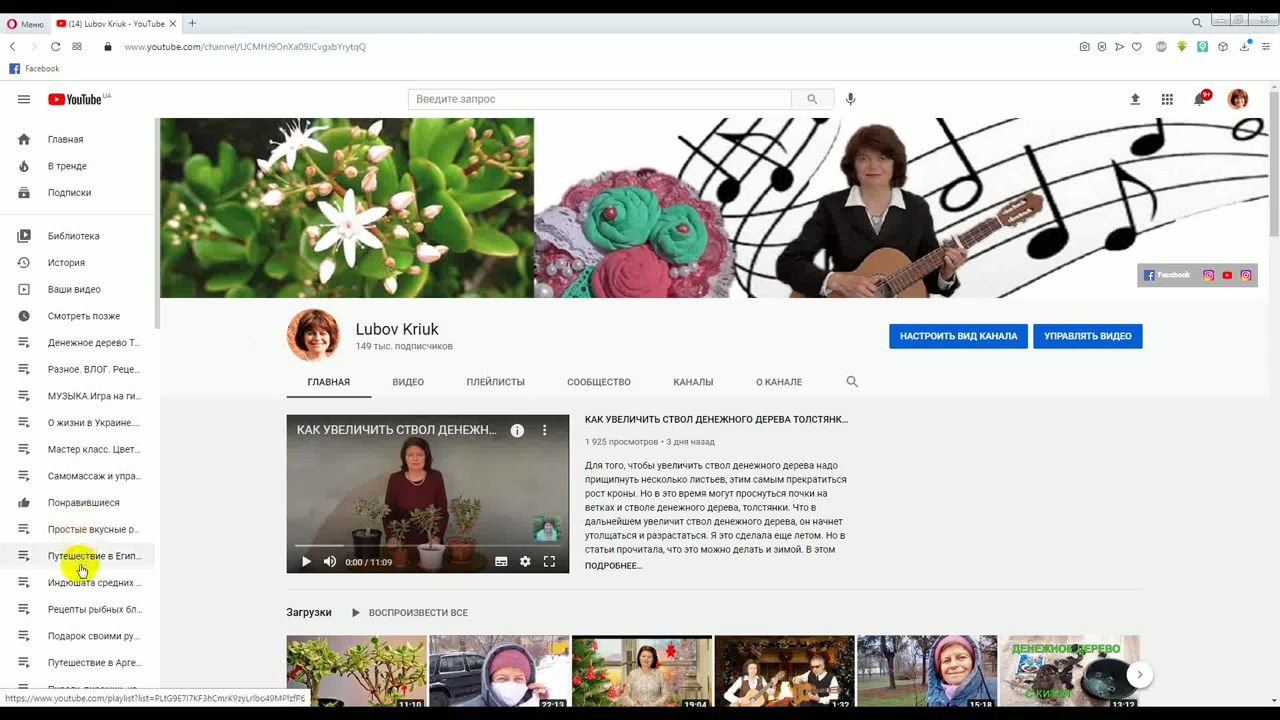 Меню
(14) Lubov Kriuk - YouTube
www.youtube.com/channel/UCMHJ9OnXa09JCvgxbYrytqQ
Facebook
YouTube UA
Введите запрос
9+
Главная
В тренде
Подписки
Библиотека
История
Ваши видео
Смотреть позже
Денежное дерево Т...
Разное. ВЛОГ. Реце...
МУЗЫКА.Игра на ги...
О жизни в Украине....
Мастер класс. Цвет...
Самомассаж и упра...
Понравившиеся
Простые вкусные р...
Путешествие в Егип...
Индюшата средних ...
Рецепты рыбных бл...
Подарок своими ру...
Путешествие в Арге...
Facebook
Lubov Kriuk
149 тыс. подписчиков
НАСТРОИТЬ ВИД КАНАЛА
УПРАВЛЯТЬ ВИДЕО
ГЛАВНАЯ
ВИДЕО
ПЛЕЙЛИСТЫ
СООБЩЕСТВО
КАНАЛЫ
О КАНАЛЕ
КАК УВЕЛИЧИТЬ СТВОЛ ДЕНЕЖН...
0:00 / 11:09
КАК УВЕЛИЧИТЬ СТВОЛ ДЕНЕЖНОГО ДЕРЕВА ТОЛСТЯНК...
1 925 просмотров • 3 дня назад
Для того, чтобы увеличить ствол денежного дерева надо
прищипнуть несколько листьев, этим самым прекратиться
рост кроны. Но в это время могут проснуться почки на
ветках и стволе денежного дерева, толстянки. Что в
дальнейшем увеличит ствол денежного дерева, он начнет
утолщаться и разрастаться. Я это сделала еще летом. Но в
статьи прочитала, что это можно делать и зимой. В этом
ПОДРОБНЕЕ...
Загрузки
ВОСПРОИЗВЕСТИ ВСЕ
ДЕНЕЖНОЕ ДЕРЕВО
11:10
22:13
19:04
1:32
15:18
13:12